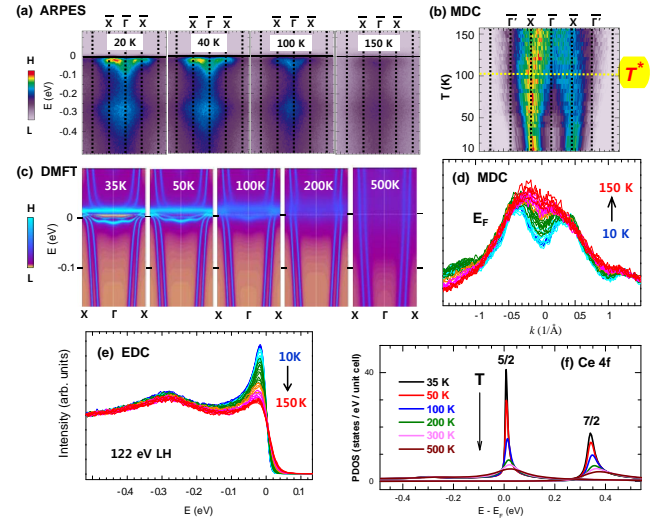 (a) ARPES
X̅ Γ̅ X̅
X̅ Γ̅ X̅
X̅ Γ̅ X̅
20 K
40 K
100 K
150 K
H
L
E (eV)
0
-0.1
-0.2
-0.3
-0.4
(b) MDC
Γ̅' X̅ Γ̅ X̅ Γ̅'
T (K)
150
100
50
10
T*
(c) DMFT
35K
50K
100K
200K
500K
H
L
E (eV)
0
-0.1
X Γ X
X Γ X
(d) MDC
E_F
150 K
10 K
-1 -0.5 0 0.5 1
k (1/Å)
(e) EDC
10K
150 K
122 eV LH
Intensity (arb. units)
-0.4 -0.2 0 0.1
E (eV)
(f) Ce 4f
5/2
7/2
T
35 K
50 K
100 K
200 K
300 K
500 K
PDOS (states / eV / unit cell)
40
20
0
-0.4 -0.2 0.0 0.2 0.4
E - E_F (eV)